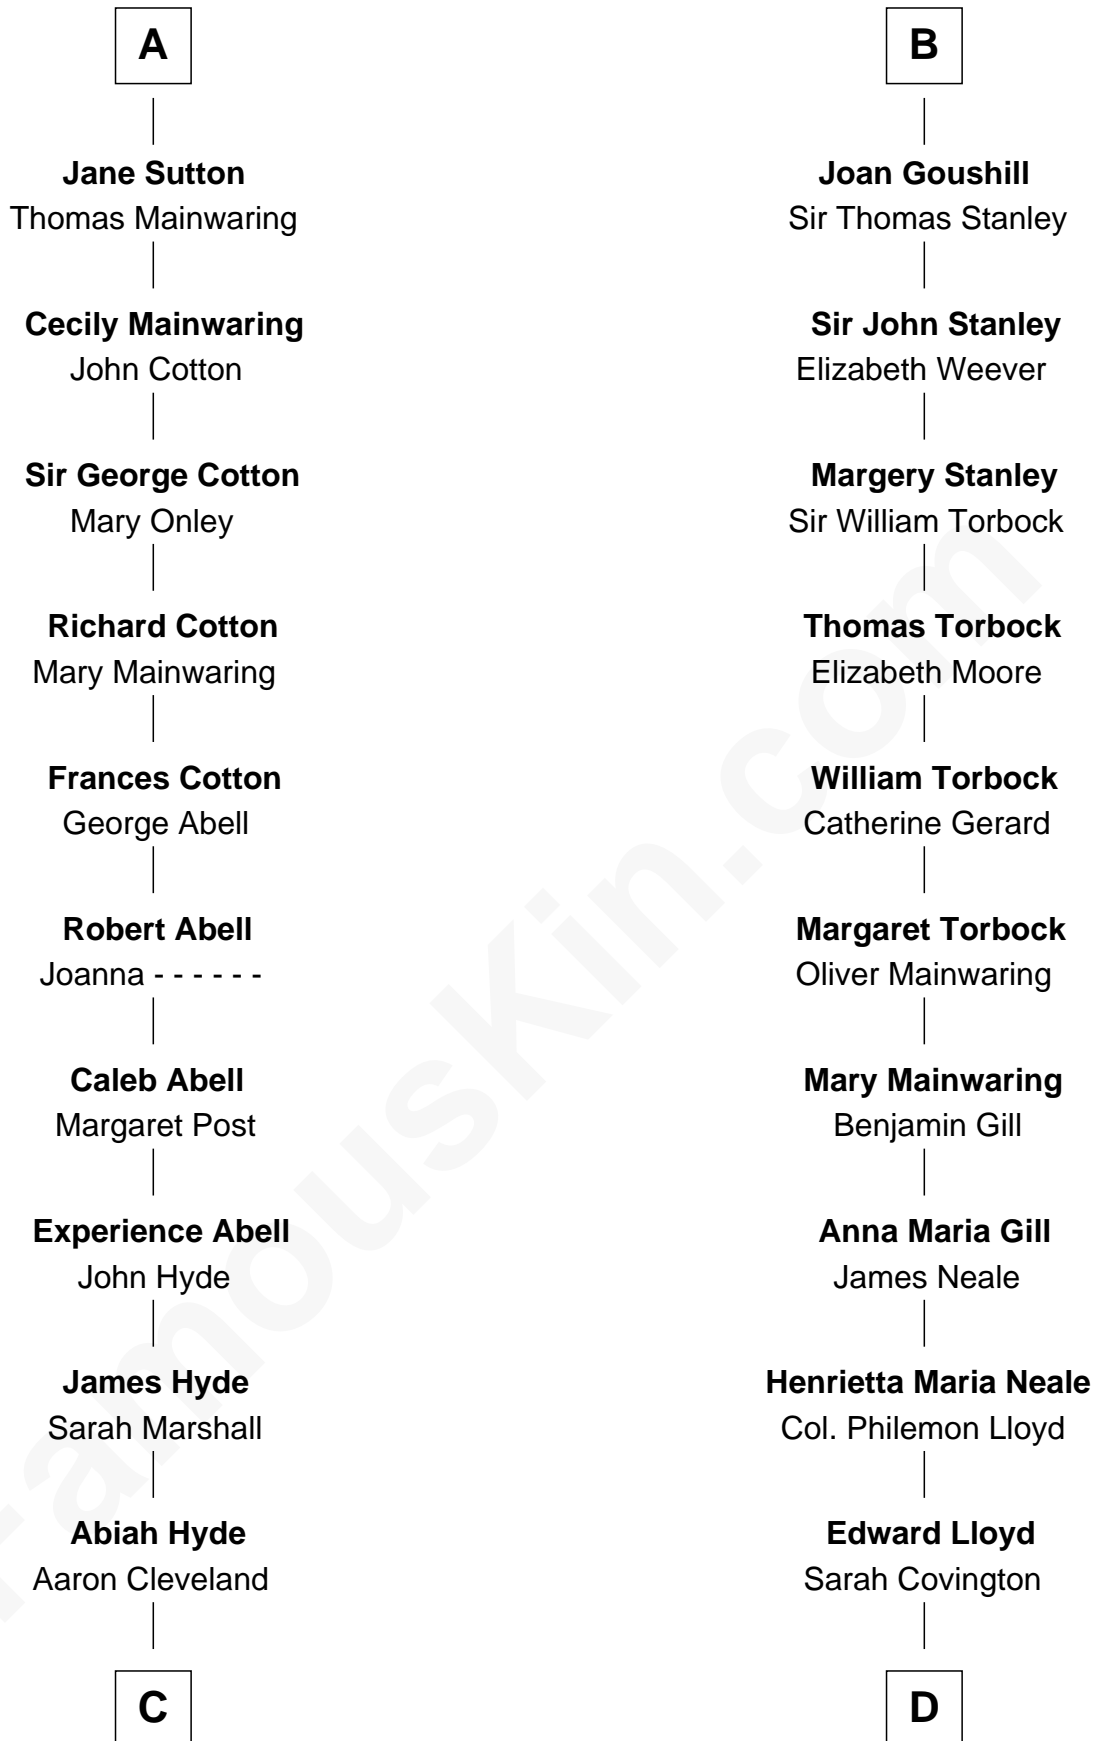 A
Jane Sutton
Thomas Mainwaring
Cecily Mainwaring
John Cotton
Sir George Cotton
Mary Onley
Richard Cotton
Mary Mainwaring
Frances Cotton
George Abell
Robert Abell
Joanna - - - - - -
Caleb Abell
Margaret Post
Experience Abell
John Hyde
James Hyde
Sarah Marshall
Abiah Hyde
Aaron Cleveland
C
B
Joan Goushill
Sir Thomas Stanley
Sir John Stanley
Elizabeth Weever
Margery Stanley
Sir William Torbock
Thomas Torbock
Elizabeth Moore
William Torbock
Catherine Gerard
Margaret Torbock
Oliver Mainwaring
Mary Mainwaring
Benjamin Gill
Anna Maria Gill
James Neale
Henrietta Maria Neale
Col. Philemon Lloyd
Edward Lloyd
Sarah Covington
D
FamousKin.com